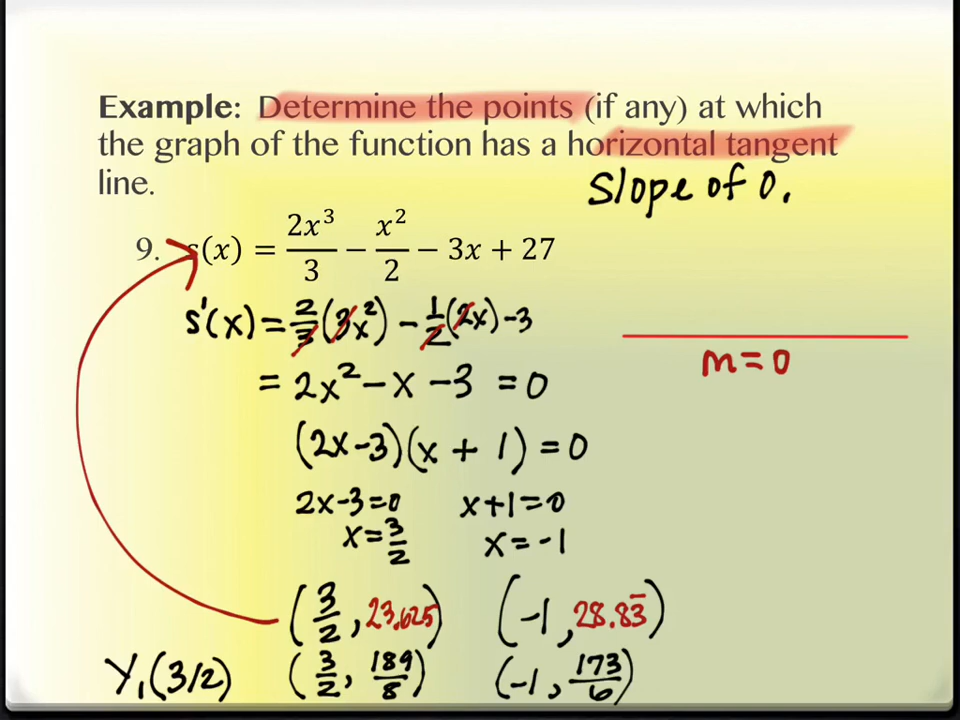 Example: Determine the points (if any) at which
the graph of the function has a horizontal tangent
line.
Slope of 0.
9. s(x) = 2x³/3 − x²/2 − 3x + 27
s'(x) = 2/3(3x²) − 1/2(2x) − 3
m = 0
= 2x² − x − 3 = 0
(2x−3)(x + 1) = 0
2x−3=0 x+1=0
x = 3/2 x = −1
(3/2, 23.625) (−1, 28.83̅)
Y₁(3/2) (3/2, 189/8) (−1, 173/6)